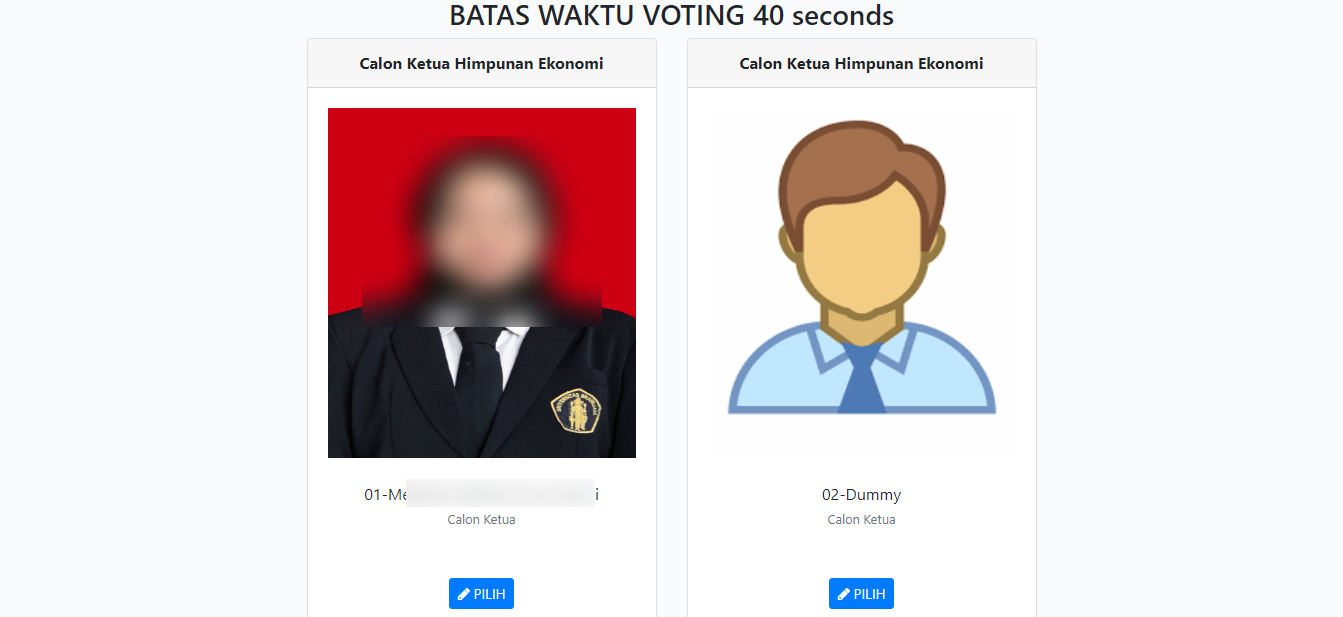 BATAS WAKTU VOTING 40 seconds
Calon Ketua Himpunan Ekonomi
Calon Ketua Himpunan Ekonomi
01-Me i
02-Dummy
Calon Ketua
Calon Ketua
PILIH
PILIH